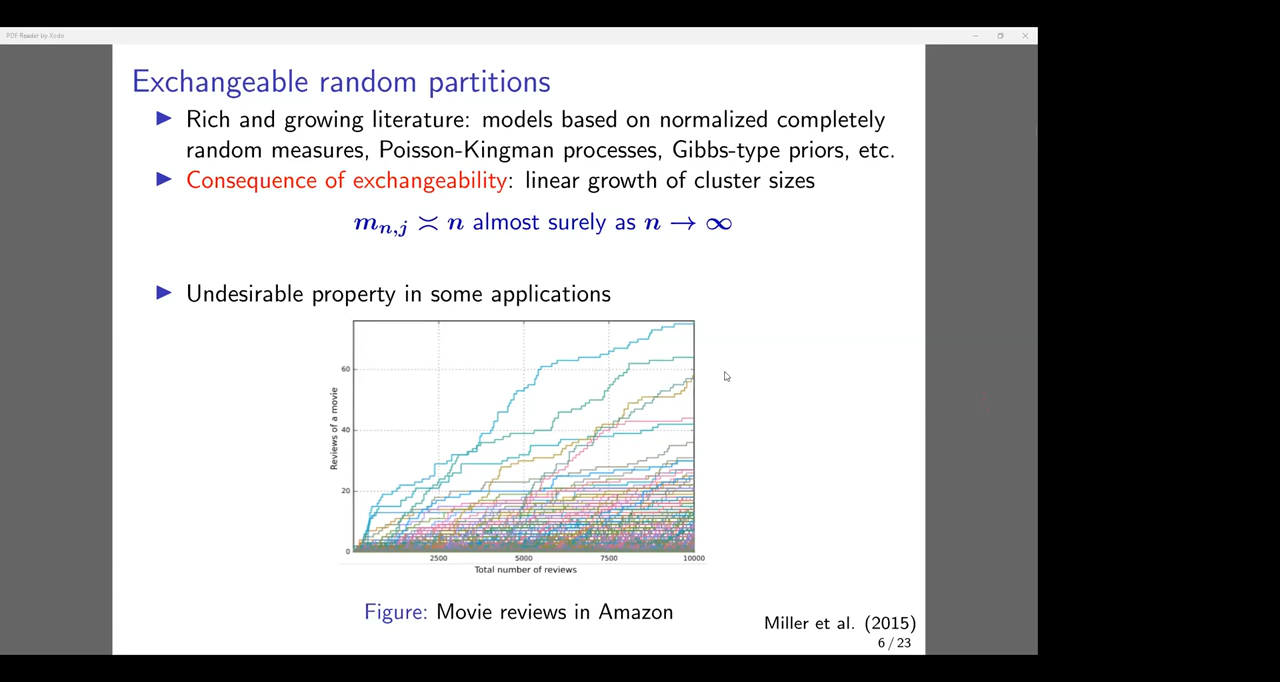 PDF Reader by Xodo
Exchangeable random partitions
▶ Rich and growing literature: models based on normalized completely
random measures, Poisson-Kingman processes, Gibbs-type priors, etc.
▶ Consequence of exchangeability: linear growth of cluster sizes
m_{n,j} ≍ n almost surely as n → ∞
▶ Undesirable property in some applications
60
40
20
0
Reviews of a movie
2500 5000 7500 10000
Total number of reviews
Figure: Movie reviews in Amazon
Miller et al. (2015)
6 / 23